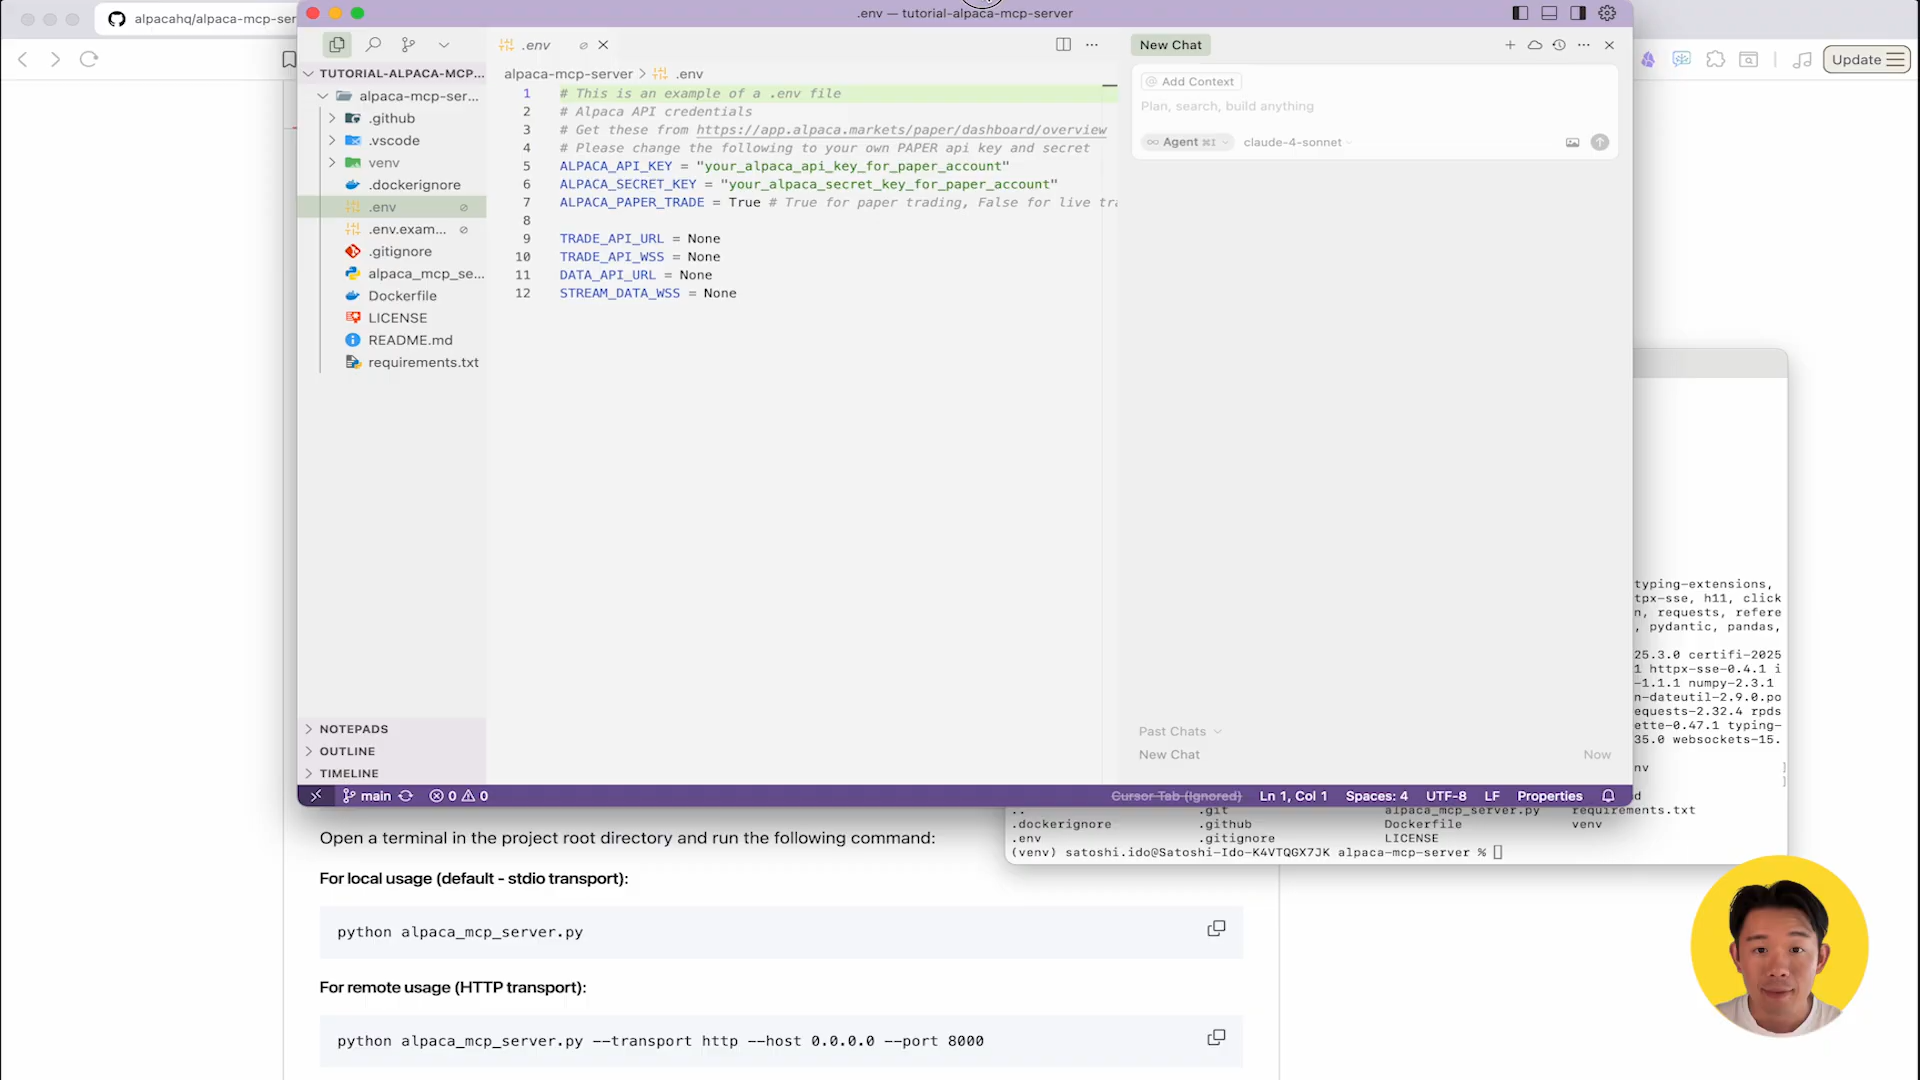 alpacahq/alpaca-mcp-ser
.env — tutorial-alpaca-mcp-server
Update
.env
New Chat
TUTORIAL-ALPACA-MCP...
alpaca-mcp-ser...
.github
.vscode
venv
.dockerignore
.env
.env.exam...
.gitignore
alpaca_mcp_se...
Dockerfile
LICENSE
README.md
requirements.txt
NOTEPADS
OUTLINE
TIMELINE
alpaca-mcp-server > .env
1 # This is an example of a .env file
2 # Alpaca API credentials
3 # Get these from https://app.alpaca.markets/paper/dashboard/overview
4 # Please change the following to your own PAPER api key and secret
5 ALPACA_API_KEY = "your_alpaca_api_key_for_paper_account"
6 ALPACA_SECRET_KEY = "your_alpaca_secret_key_for_paper_account"
7 ALPACA_PAPER_TRADE = True # True for paper trading, False for live tra
8
9 TRADE_API_URL = None
10 TRADE_API_WSS = None
11 DATA_API_URL = None
12 STREAM_DATA_WSS = None
@ Add Context
Plan, search, build anything
∞ Agent ⌘I claude-4-sonnet
Past Chats
New Chat Now
main 0 0 Cursor Tab (Ignored) Ln 1, Col 1 Spaces: 4 UTF-8 LF Properties
typing-extensions,
tpx-sse, h11, click
n, requests, refere
, pydantic, pandas,
25.3.0 certifi-2025
1 httpx-sse-0.4.1 i
-1.1.1 numpy-2.3.1
n-dateutil-2.9.0.po
equests-2.32.4 rpds
ette-0.47.1 typing-
35.0 websockets-15.
nv ]
d
.. .git alpaca_mcp_server.py requirements.txt
.dockerignore .github Dockerfile venv
.env .gitignore LICENSE
(venv) satoshi.ido@Satoshi-Ido-K4VTQGX7JK alpaca-mcp-server %
Open a terminal in the project root directory and run the following command:
For local usage (default - stdio transport):
python alpaca_mcp_server.py
For remote usage (HTTP transport):
python alpaca_mcp_server.py --transport http --host 0.0.0.0 --port 8000